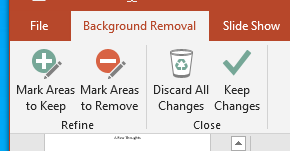 File Background Removal Slide Show
Mark Areas to Keep
Mark Areas to Remove
Discard All Changes
Keep Changes
Refine
Close